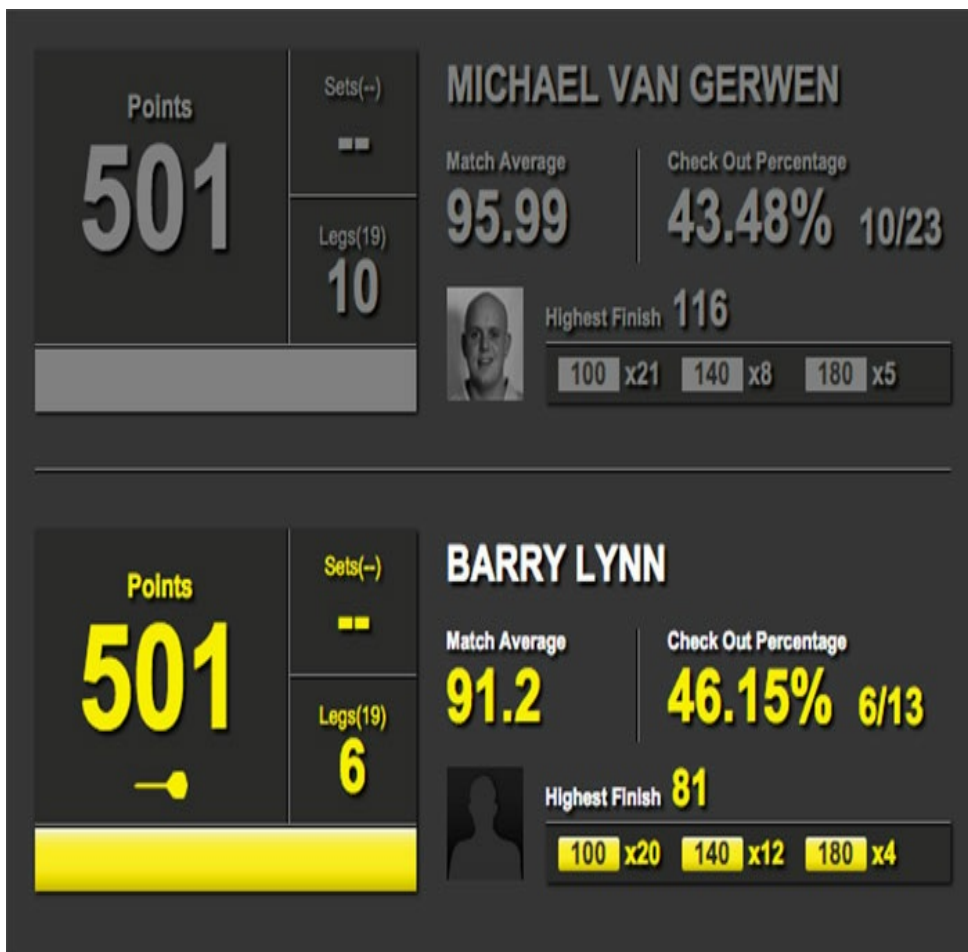 MICHAEL VAN GERWEN
Points
501
Sets(--)
--
Legs(19)
10
Match Average
95.99
Check Out Percentage
43.48% 10/23
Highest Finish 116
100 x21 140 x8 180 x5
BARRY LYNN
Points
501
Sets(--)
--
Legs(19)
6
Match Average
91.2
Check Out Percentage
46.15% 6/13
Highest Finish 81
100 x20 140 x12 180 x4